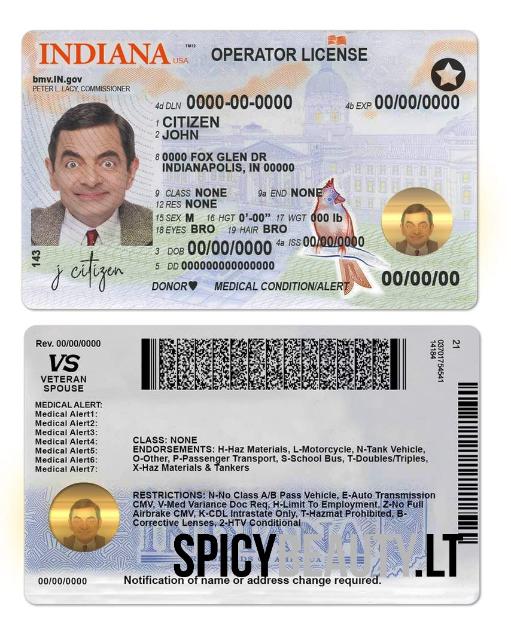 INDIANA USA
TM12
OPERATOR LICENSE
bmv.IN.gov
PETER L. LACY, COMMISSIONER
4d DLN 0000-00-0000
4b EXP 00/00/0000
1 CITIZEN
2 JOHN
8 0000 FOX GLEN DR
INDIANAPOLIS, IN 00000
9 CLASS NONE 9a END NONE
12 RES NONE
15 SEX M 16 HGT 0'-00" 17 WGT 000 lb
18 EYES BRO 19 HAIR BRO
3 DOB 00/00/0000 4a ISS 00/00/0000
5 DD 000000000000000
DONOR♥ MEDICAL CONDITION/ALERT
00/00/00
143
j citizen
Rev. 00/00/0000
VS
VETERAN
SPOUSE
MEDICAL ALERT:
Medical Alert1:
Medical Alert2:
Medical Alert3:
Medical Alert4:
Medical Alert5:
Medical Alert6:
Medical Alert7:
21
03701754541
14184
CLASS: NONE
ENDORSEMENTS: H-Haz Materials, L-Motorcycle, N-Tank Vehicle,
O-Other, P-Passenger Transport, S-School Bus, T-Doubles/Triples,
X-Haz Materials & Tankers
RESTRICTIONS: N-No Class A/B Pass Vehicle, E-Auto Transmission
CMV, V-Med Variance Doc Req, H-Limit To Employment, Z-No Full
Airbrake CMV, K-CDL Intrastate Only, T-Hazmat Prohibited, B-
Corrective Lenses, 2-HTV Conditional
INDIANA
SPICYBEAUTY.LT
00/00/0000
Notification of name or address change required.